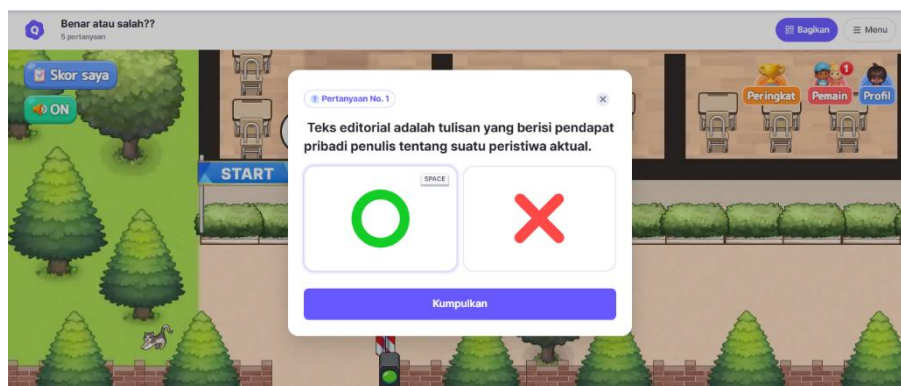 Benar atau salah??
5 pertanyaan
Bagikan
Menu
Skor saya
ON
1
Peringkat
Pemain
Profil
START
Pertanyaan No. 1
Teks editorial adalah tulisan yang berisi pendapat
pribadi penulis tentang suatu peristiwa aktual.
SPACE
Kumpulkan